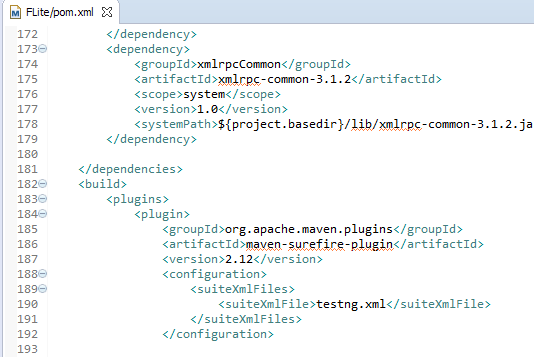 FLite/pom.xml
172 </dependency>
173 <dependency>
174 <groupId>xmlrpcCommon</groupId>
175 <artifactId>xmlrpc-common-3.1.2</artifactId>
176 <scope>system</scope>
177 <version>1.0</version>
178 <systemPath>${project.basedir}/lib/xmlrpc-common-3.1.2.ja
179 </dependency>
180
181 </dependencies>
182 <build>
183 <plugins>
184 <plugin>
185 <groupId>org.apache.maven.plugins</groupId>
186 <artifactId>maven-surefire-plugin</artifactId>
187 <version>2.12</version>
188 <configuration>
189 <suiteXmlFiles>
190 <suiteXmlFile>testng.xml</suiteXmlFile>
191 </suiteXmlFiles>
192 </configuration>
193